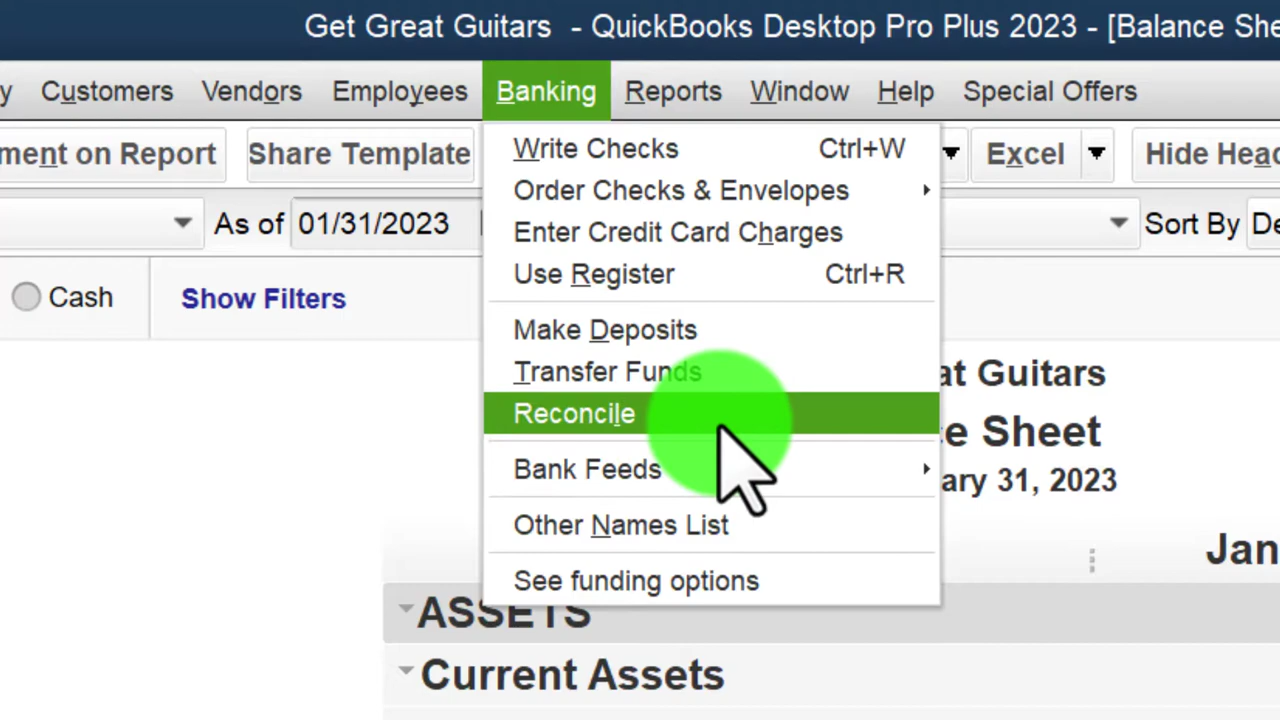 Get Great Guitars - QuickBooks Desktop Pro Plus 2023 - [Balance She
y Customers Vendors Employees Banking Reports Window Help Special Offers
ment on Report Share Template Excel Hide Head
As of 01/31/2023 Sort By De
Cash Show Filters
Write Checks Ctrl+W
Order Checks & Envelopes
Enter Credit Card Charges
Use Register Ctrl+R
Make Deposits
Transfer Funds
Reconcile
Bank Feeds
Other Names List
See funding options
at Guitars
e Sheet
ary 31, 2023
Jan
ASSETS
Current Assets